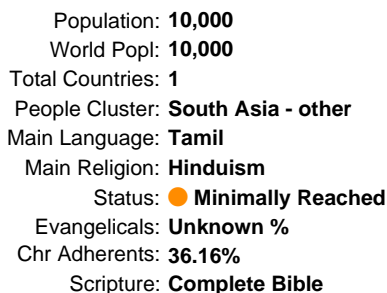 Population: 10,000
World Popl: 10,000
Total Countries: 1
People Cluster: South Asia - other
Main Language: Tamil
Main Religion: Hinduism
Status: Minimally Reached
Evangelicals: Unknown %
Chr Adherents: 36.16%
Scripture: Complete Bible